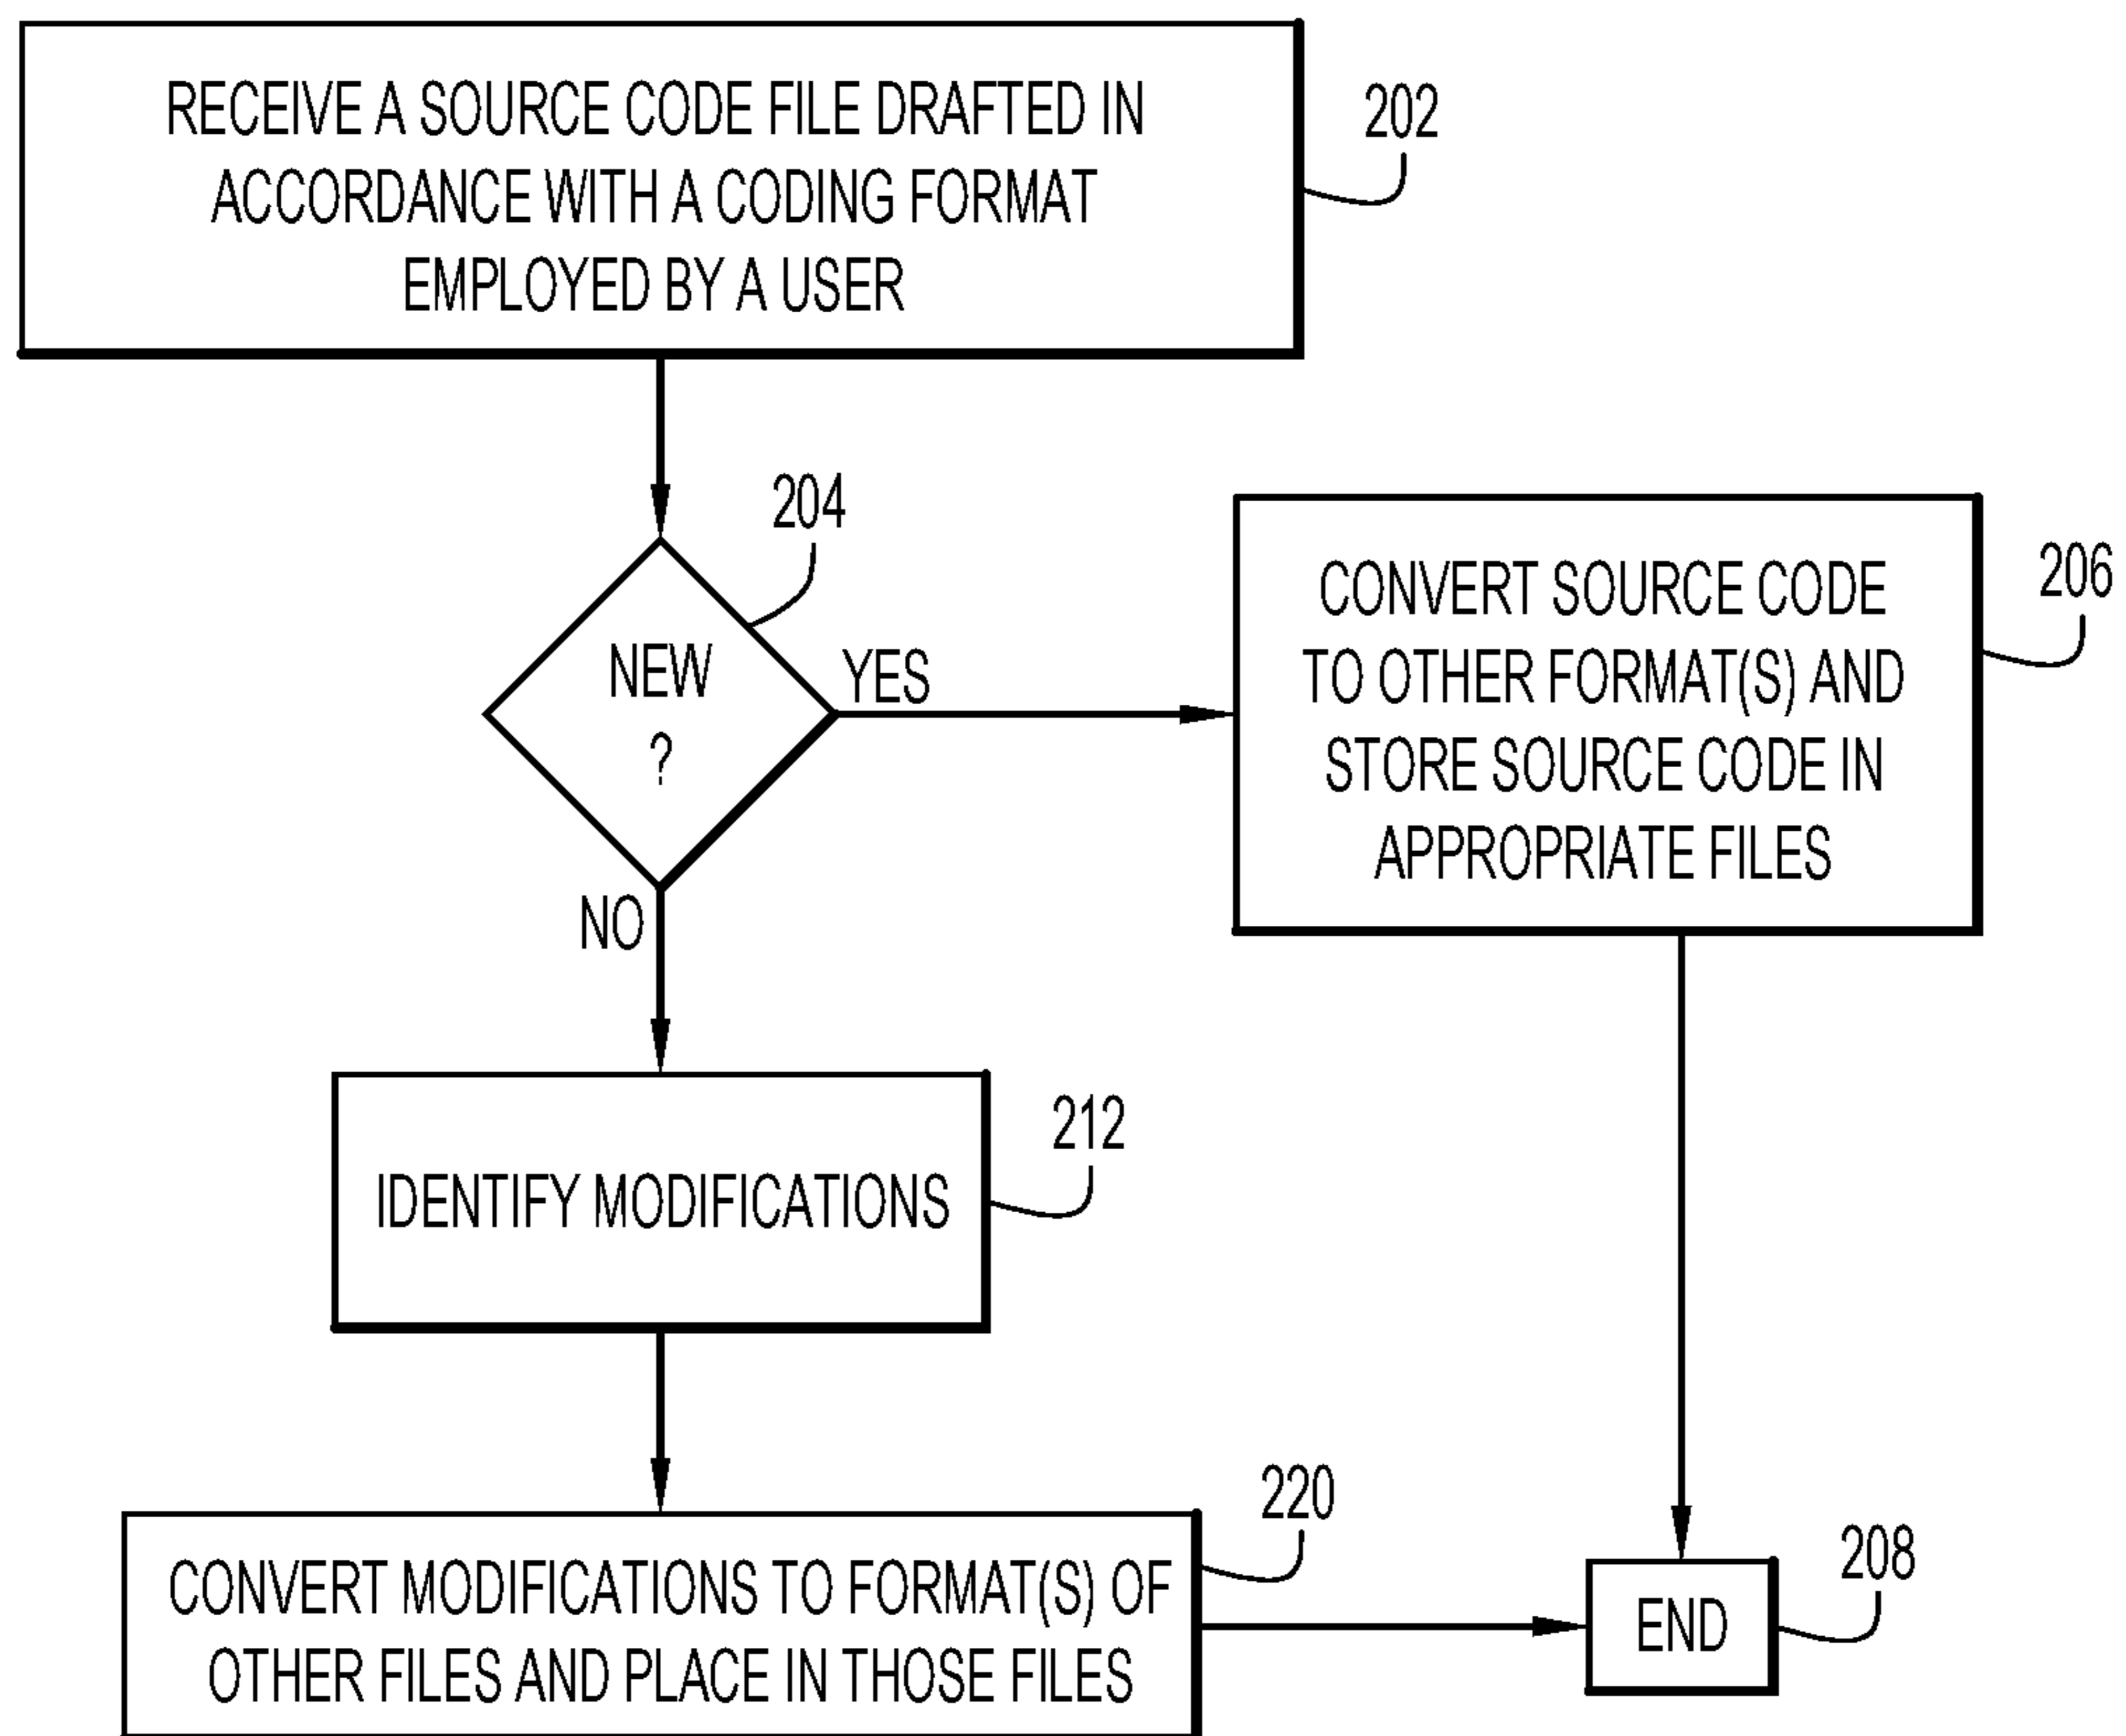 RECEIVE A SOURCE CODE FILE DRAFTED IN
ACCORDANCE WITH A CODING FORMAT
EMPLOYED BY A USER
202
204
NEW
?
YES
NO
CONVERT SOURCE CODE
TO OTHER FORMAT(S) AND
STORE SOURCE CODE IN
APPROPRIATE FILES
206
IDENTIFY MODIFICATIONS
212
CONVERT MODIFICATIONS TO FORMAT(S) OF
OTHER FILES AND PLACE IN THOSE FILES
220
END
208